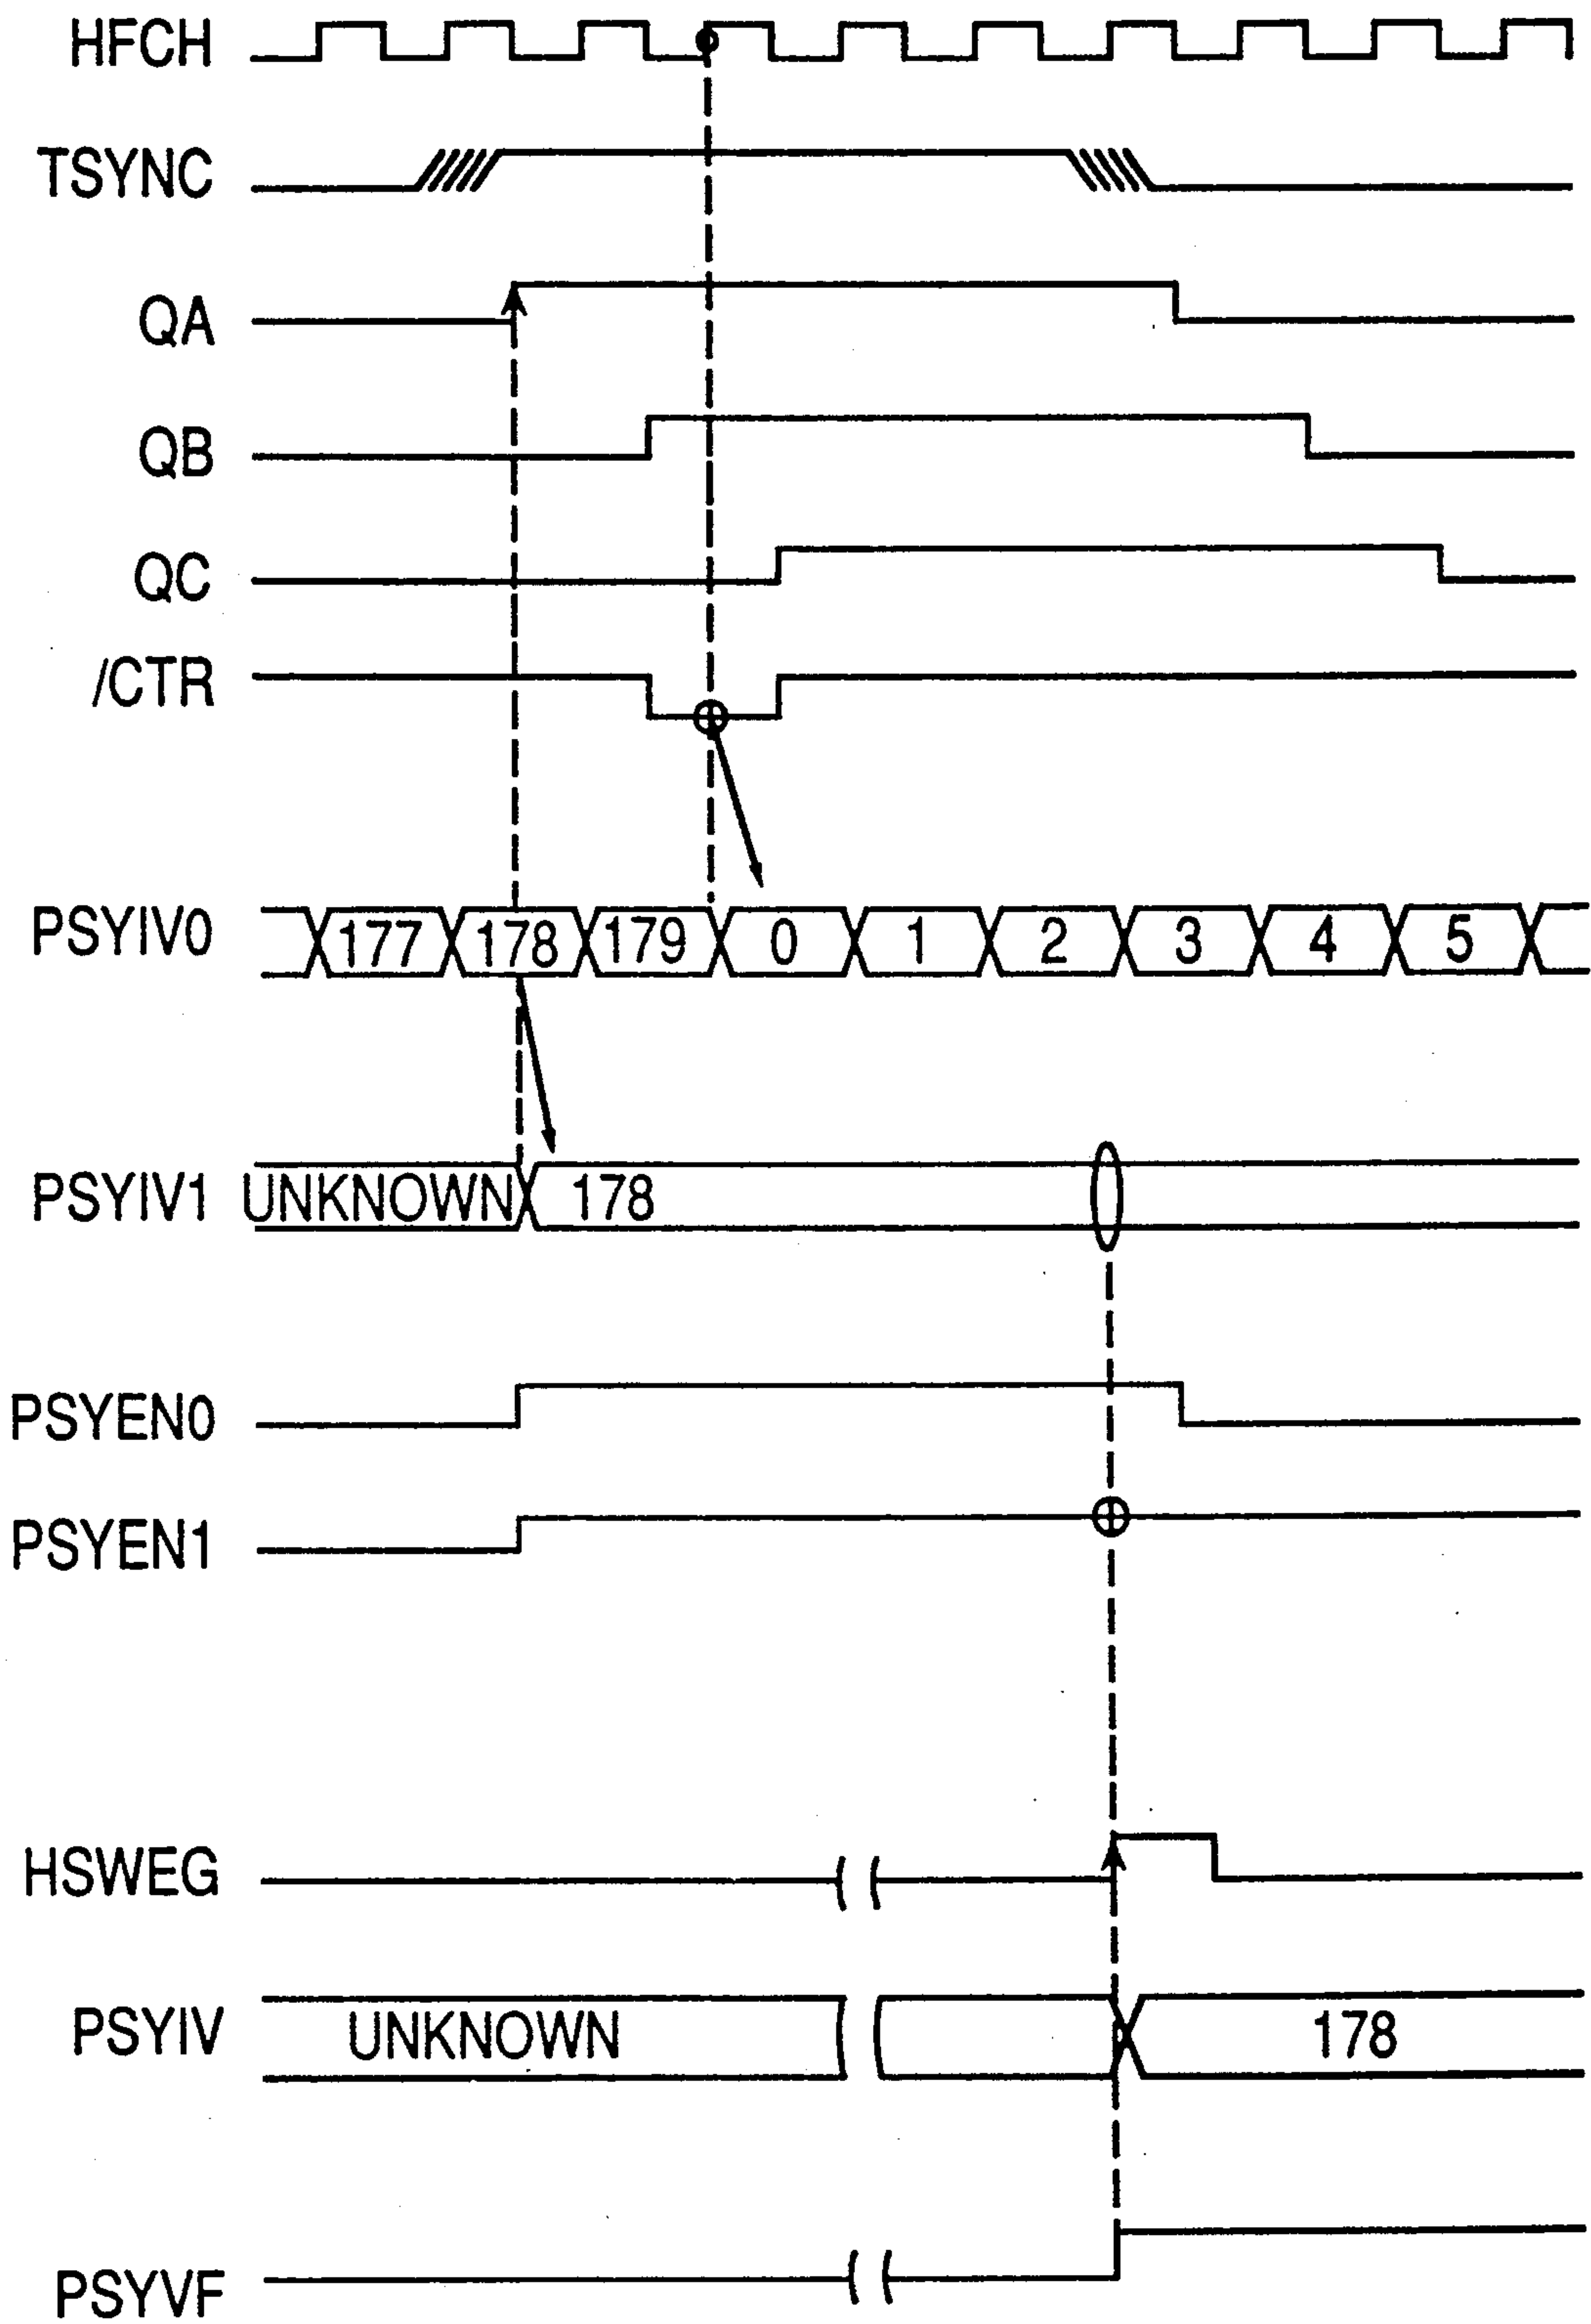 HFCH
TSYNC
QA
QB
QC
/CTR
PSYIV0 177 178 179 0 1 2 3 4 5
PSYIV1 UNKNOWN 178
PSYEN0
PSYEN1
HSWEG
PSYIV UNKNOWN 178
PSYVF